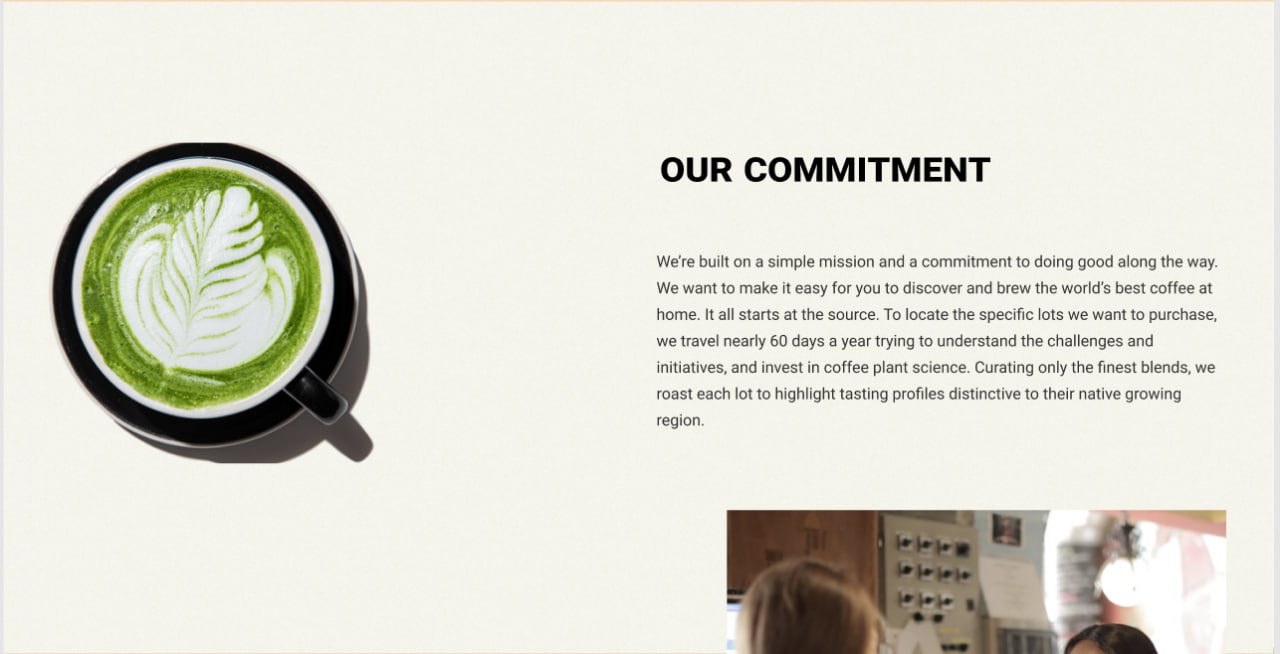 OUR COMMITMENT
We’re built on a simple mission and a commitment to doing good along the way.
We want to make it easy for you to discover and brew the world’s best coffee at
home. It all starts at the source. To locate the specific lots we want to purchase,
we travel nearly 60 days a year trying to understand the challenges and
initiatives, and invest in coffee plant science. Curating only the finest blends, we
roast each lot to highlight tasting profiles distinctive to their native growing
region.